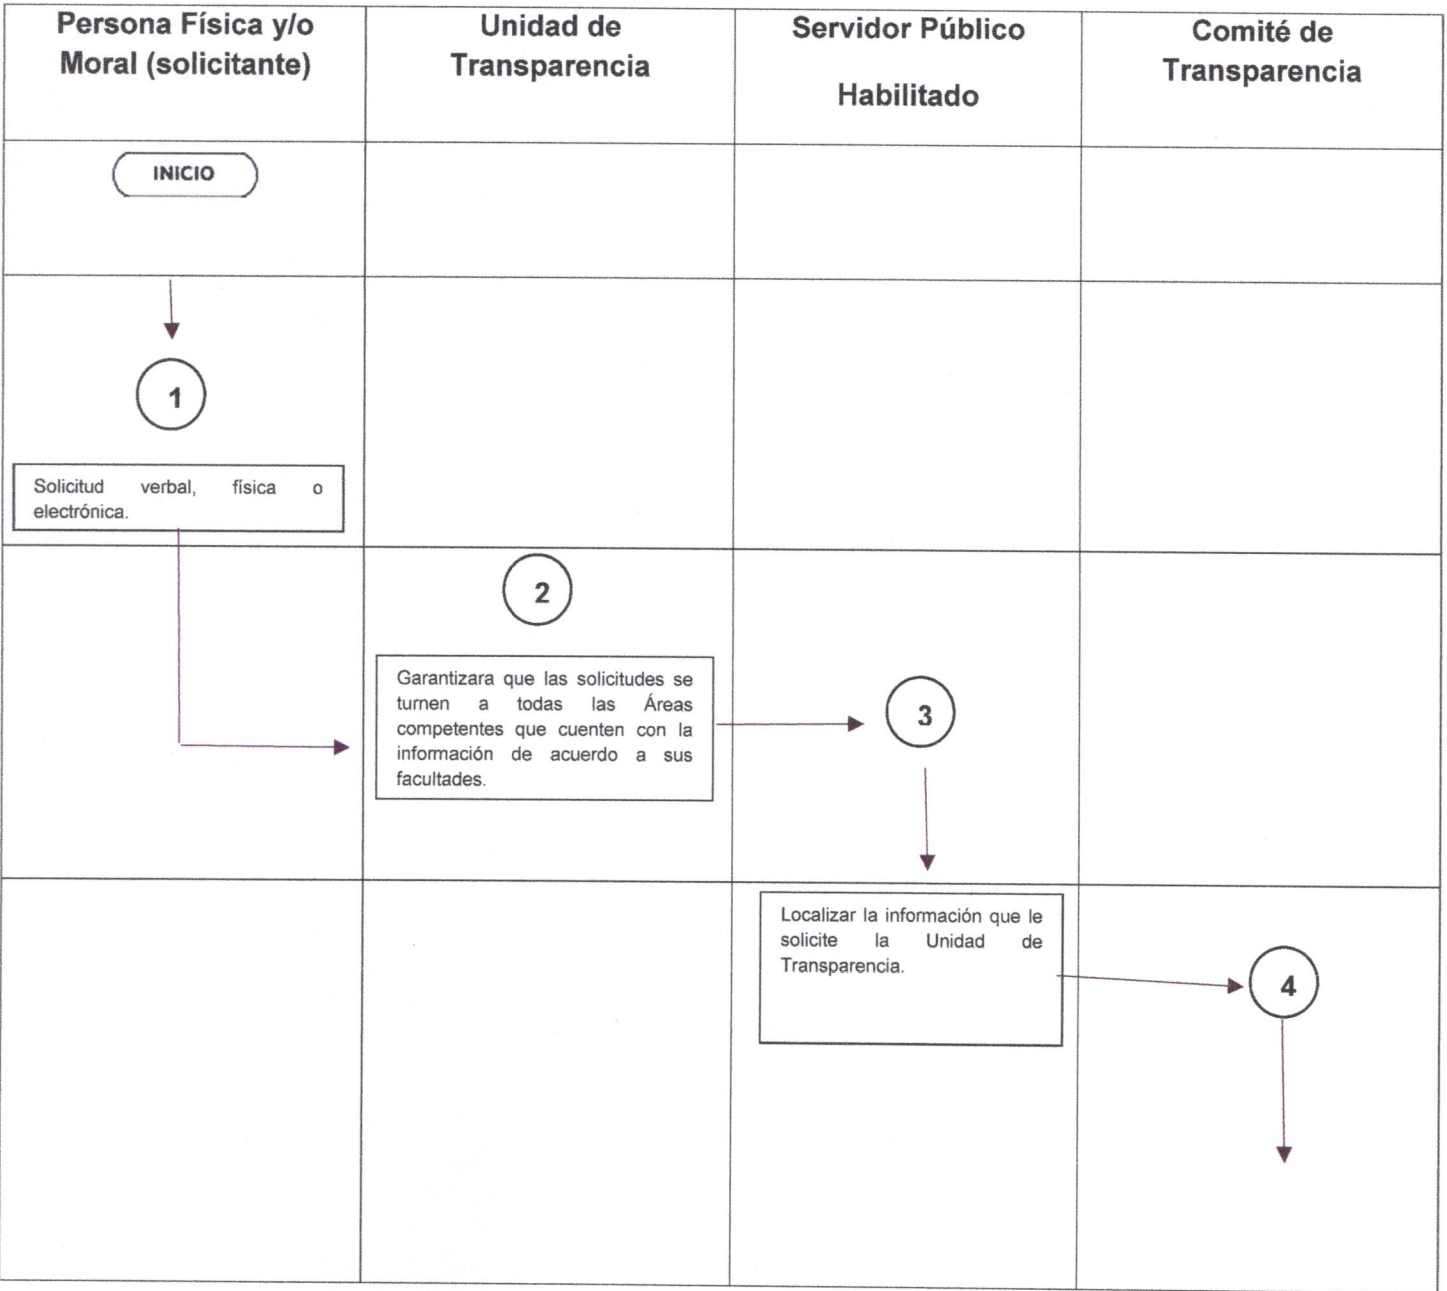 Persona Física y/o
Moral (solicitante)
Unidad de
Transparencia
Servidor Público
Habilitado
Comité de
Transparencia
INICIO
1
Solicitud verbal, física o
electrónica.
2
Garantizara que las solicitudes se
turnen a todas las Áreas
competentes que cuenten con la
información de acuerdo a sus
facultades.
3
Localizar la información que le
solicite la Unidad de
Transparencia.
4